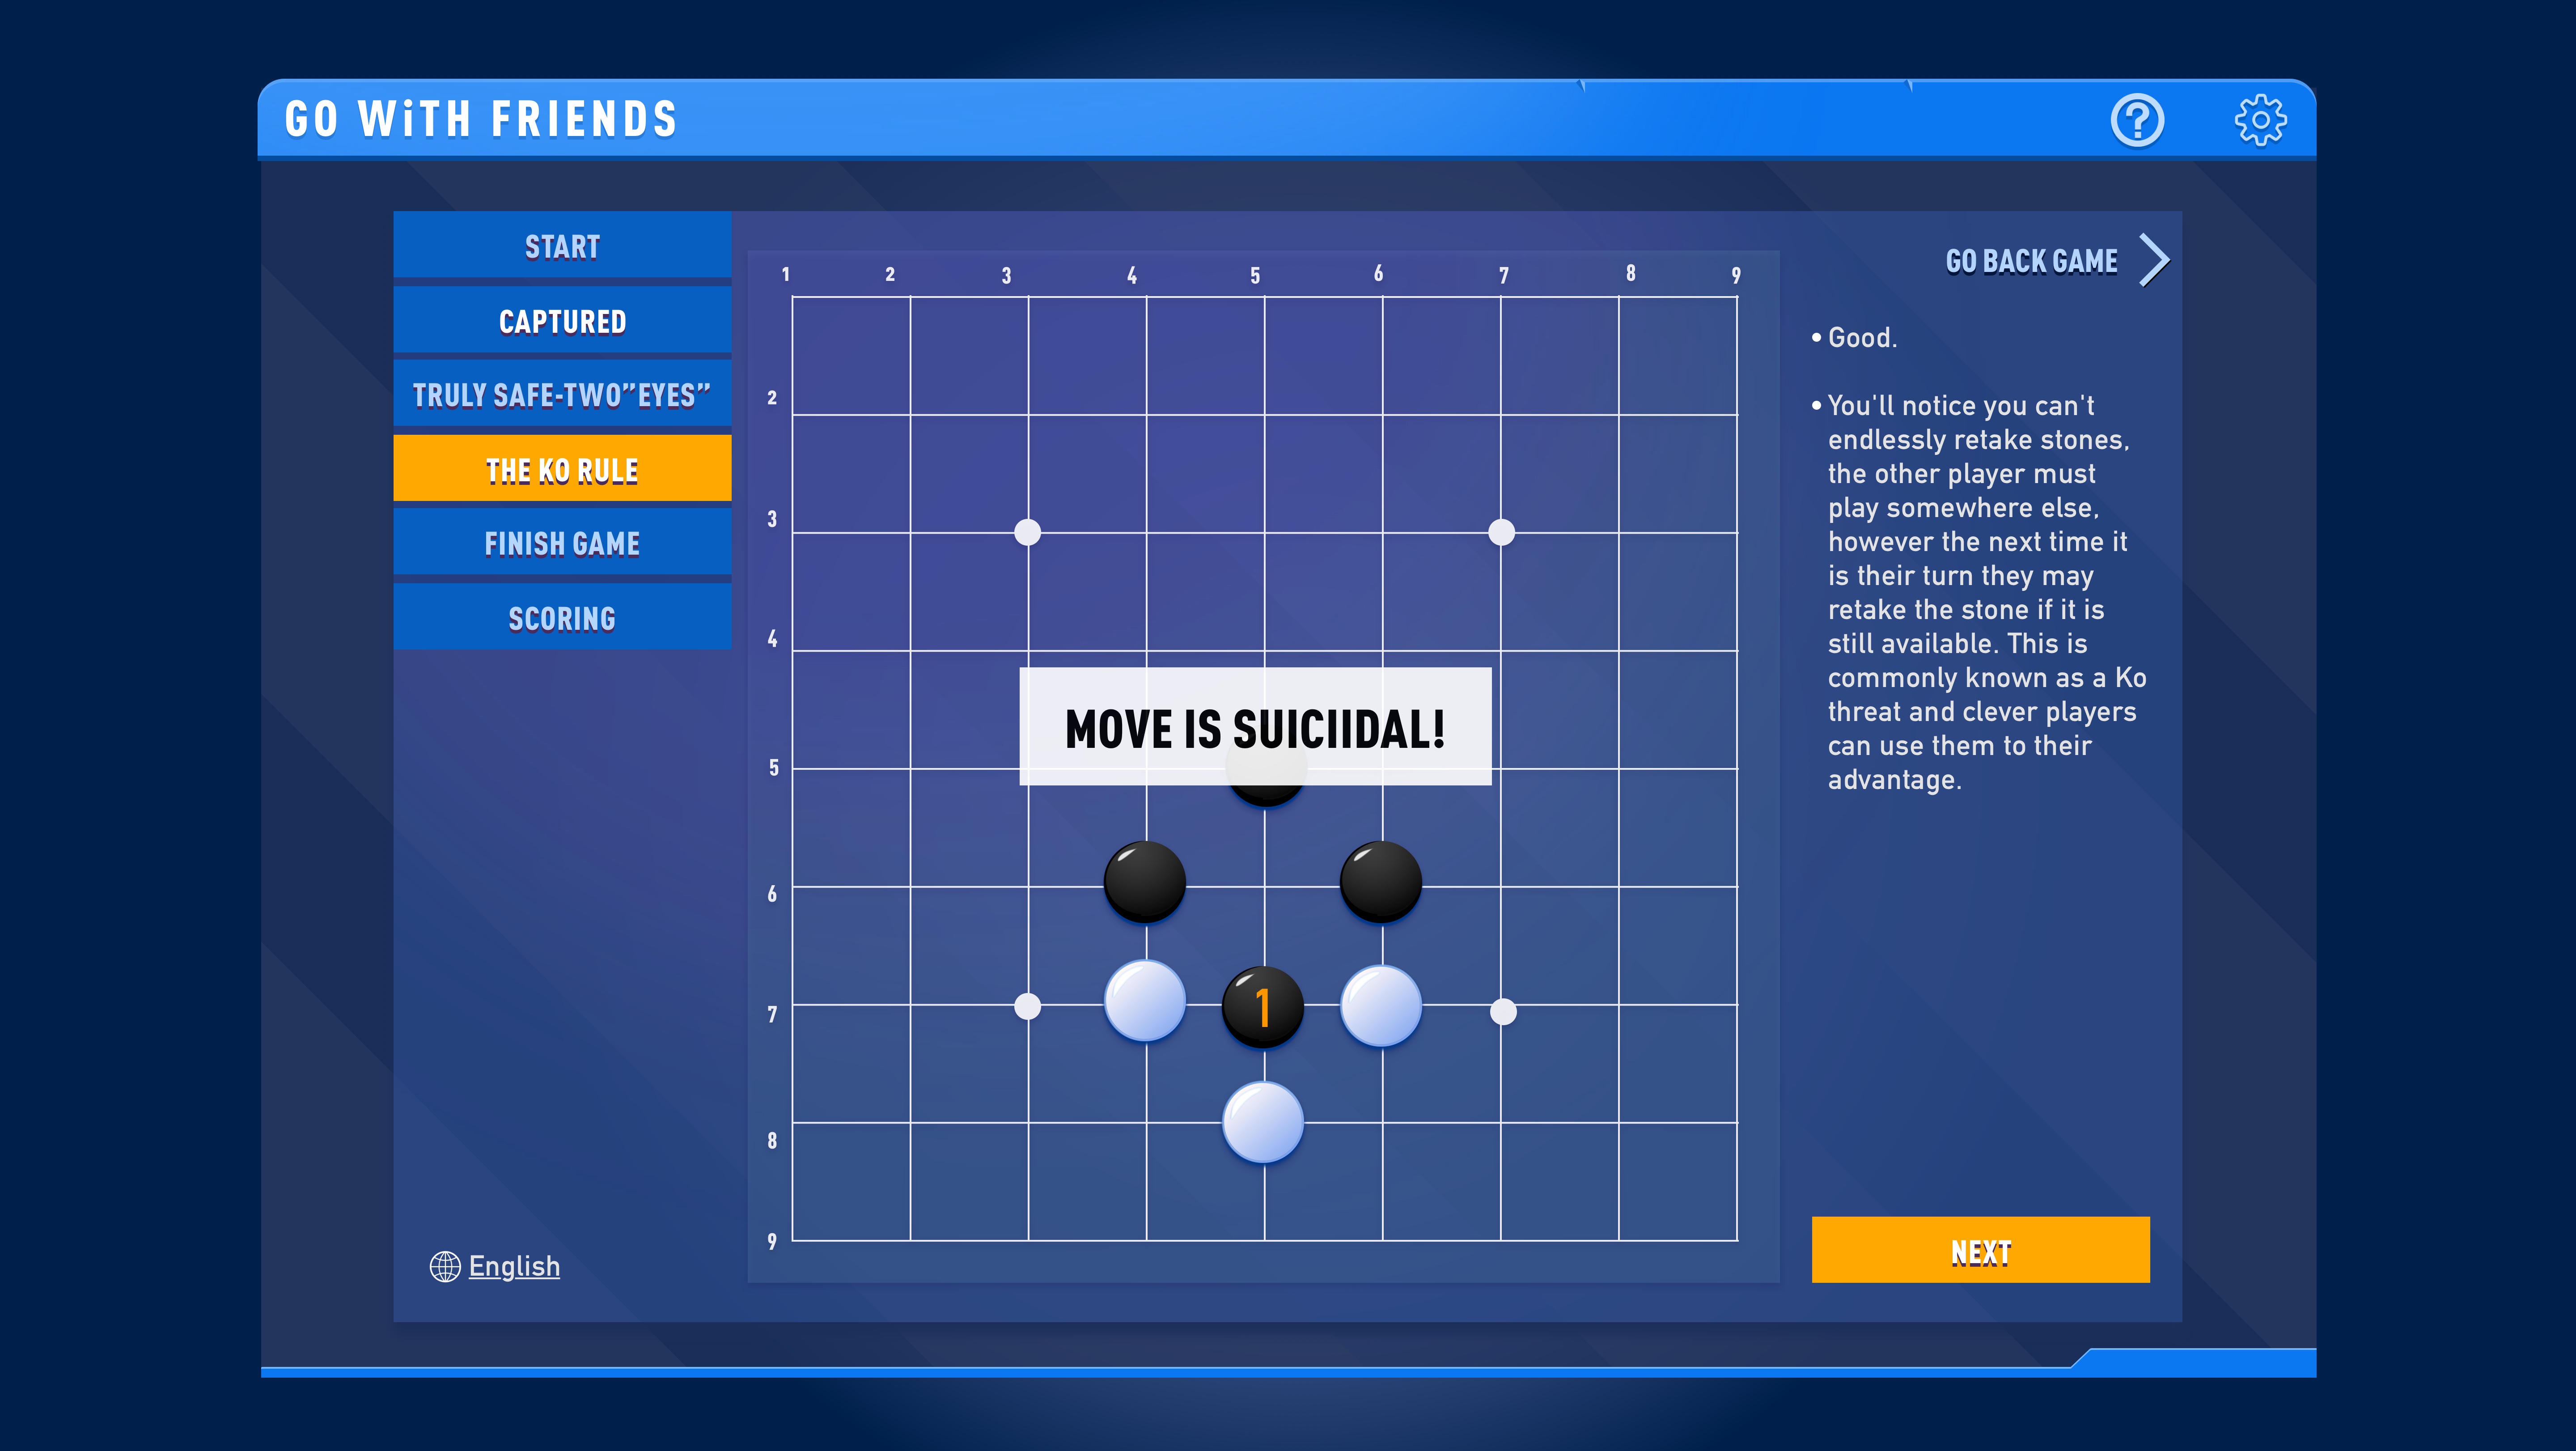 GO WiTH FRIENDS
START
CAPTURED
TRULY SAFE-TWO”EYES”
THE KO RULE
FINISH GAME
SCORING
English
1 2 3 4 5 6 7 8 9
2
3
4
MOVE IS SUICIIDAL!
5
6
7
1
8
9
GO BACK GAME
• Good.
• You'll notice you can't
endlessly retake stones,
the other player must
play somewhere else,
however the next time it
is their turn they may
retake the stone if it is
still available. This is
commonly known as a Ko
threat and clever players
can use them to their
advantage.
NEXT